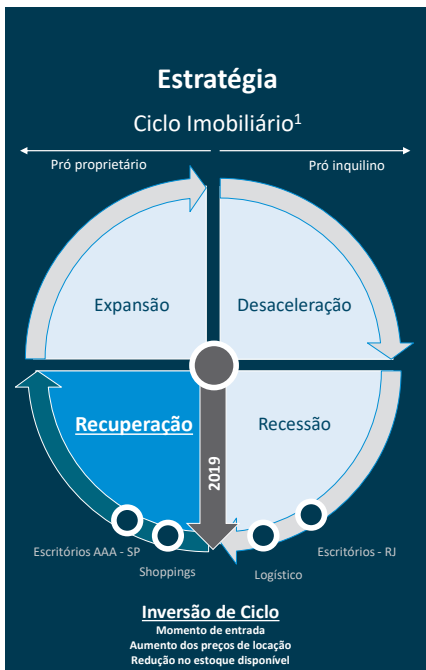 Estratégia
Ciclo Imobiliário¹
Pró proprietário
Pró inquilino
Expansão
Desaceleração
Recuperação
Recessão
2019
Escritórios AAA - SP
Shoppings
Logístico
Escritórios - RJ
Inversão de Ciclo
Momento de entrada
Aumento dos preços de locação
Redução no estoque disponível